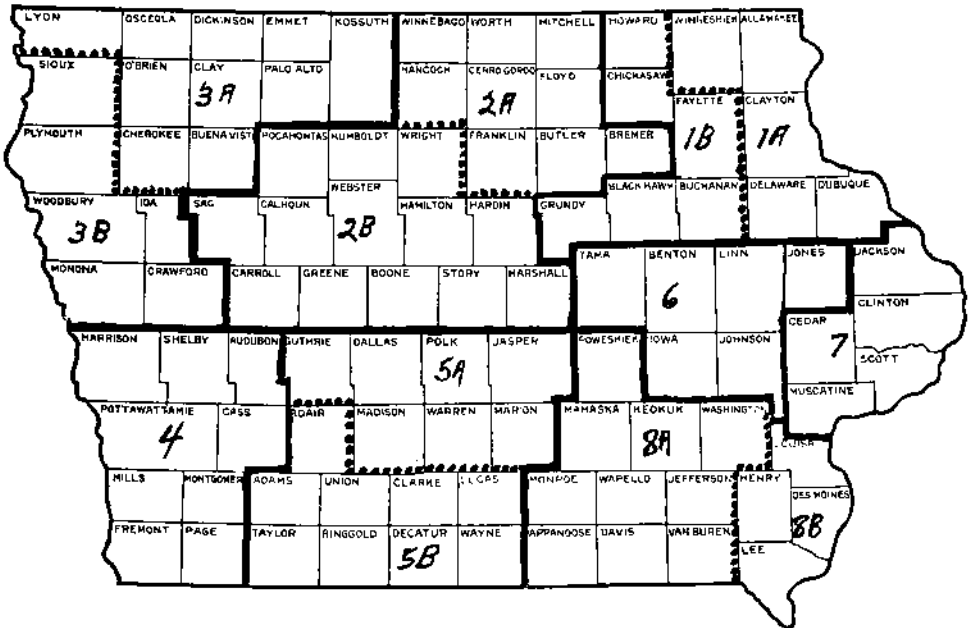 LYON OSCEOLA DICKINSON EMMET KOSSUTH WINNEBAGO WORTH MITCHELL HOWARD WINNESHIEK ALLAMAKEE
SIOUX O'BRIEN CLAY PALO ALTO HANCOCK CERRO GORDO FLOYD CHICKASAW
3A 2A
FAYETTE CLAYTON
1B 1A
PLYMOUTH CHEROKEE BUENA VIST POCAHONTAS HUMBOLDT WRIGHT FRANKLIN BUTLER BREMER
WOODBURY IDA SAC CALHOUN WEBSTER HAMILTON HARDIN GRUNDY BLACK HAWK BUCHANAN DELAWARE DUBUQUE
3B 2B
MONONA CRAWFORD CARROLL GREENE BOONE STORY MARSHALL TAMA BENTON LINN JONES JACKSON
6
CLINTON
HARRISON SHELBY AUDUBON GUTHRIE DALLAS POLK JASPER POWESHIEK IOWA JOHNSON CEDAR
5A 7
SCOTT
MUSCATINE
POTTAWATTAMIE CASS ADAIR MADISON WARREN MARION MAHASKA KEOKUK WASHINGTON
4 8A
LOUISA
MILLS MONTGOMER ADAMS UNION CLARKE LUCAS MONROE WAPELLO JEFFERSON HENRY
DES MOINES
8B
FREMONT PAGE TAYLOR RINGGOLD DECATUR WAYNE APPANOOSE DAVIS VAN BUREN
5B
LEE